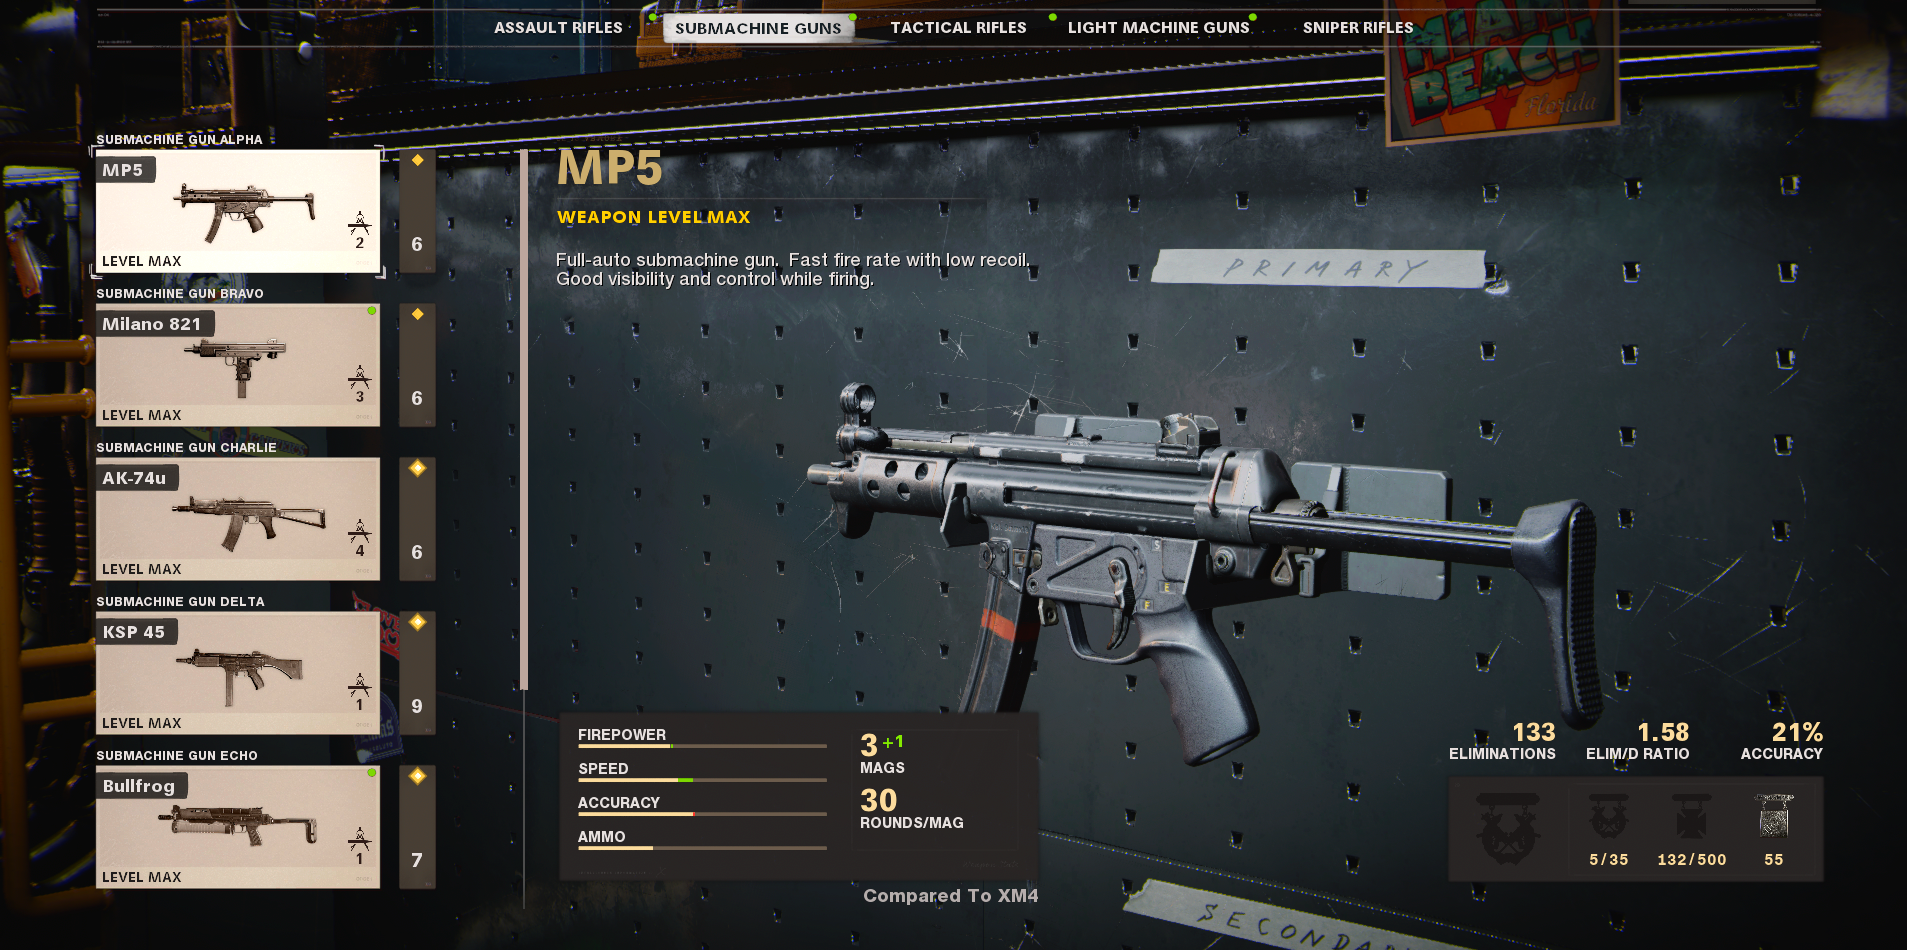 ASSAULT RIFLES
SUBMACHINE GUNS
TACTICAL RIFLES
LIGHT MACHINE GUNS
SNIPER RIFLES
MIAMI
BEACH
Florida
SUBMACHINE GUN ALPHA
MP5
2
LEVEL MAX
6
SUBMACHINE GUN BRAVO
Milano 821
3
LEVEL MAX
6
SUBMACHINE GUN CHARLIE
AK-74u
4
LEVEL MAX
6
SUBMACHINE GUN DELTA
KSP 45
1
LEVEL MAX
9
SUBMACHINE GUN ECHO
Bullfrog
1
LEVEL MAX
7
MP5
WEAPON LEVEL MAX
Full-auto submachine gun. Fast fire rate with low recoil.
Good visibility and control while firing.
PRIMARY
S
E
F
FIREPOWER
SPEED
ACCURACY
AMMO
3 +1
MAGS
30
ROUNDS/MAG
Compared To XM4
133
ELIMINATIONS
1.58
ELIM/D RATIO
21%
ACCURACY
5/35
132/500
55
SECONDA